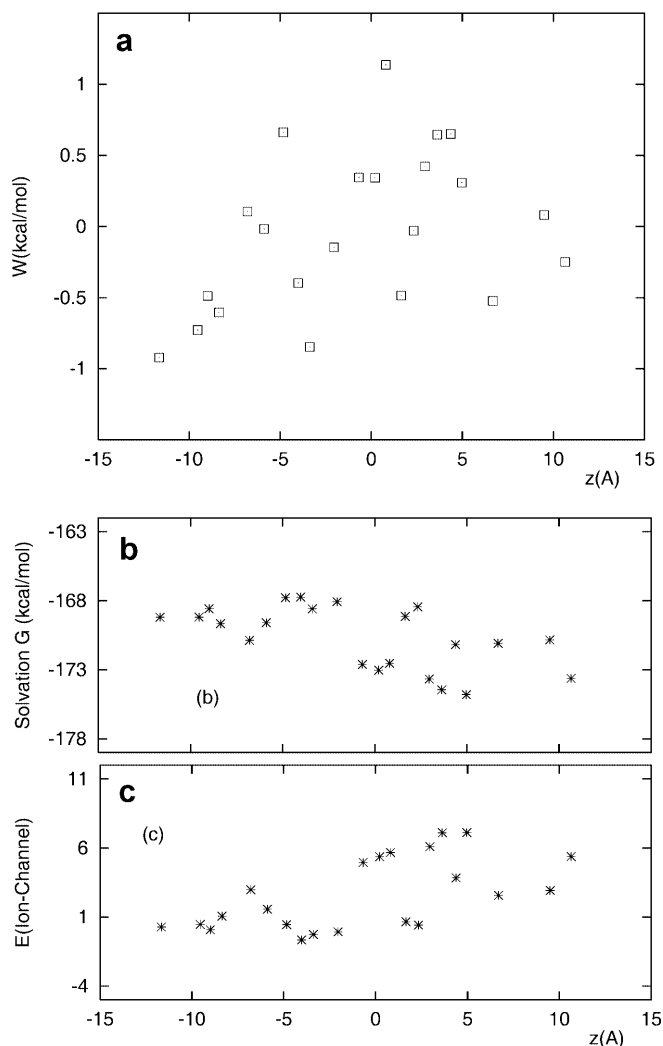 a
W(kcal/mol)
1
0.5
0
-0.5
-1
-15 -10 -5 0 5 10 15
z(A)
b
Solvation G (kcal/mol)
-163
-168
-173
-178
(b)
c
E(Ion-Channel)
11
6
1
-4
(c)
-15 -10 -5 0 5 10 15
z(A)